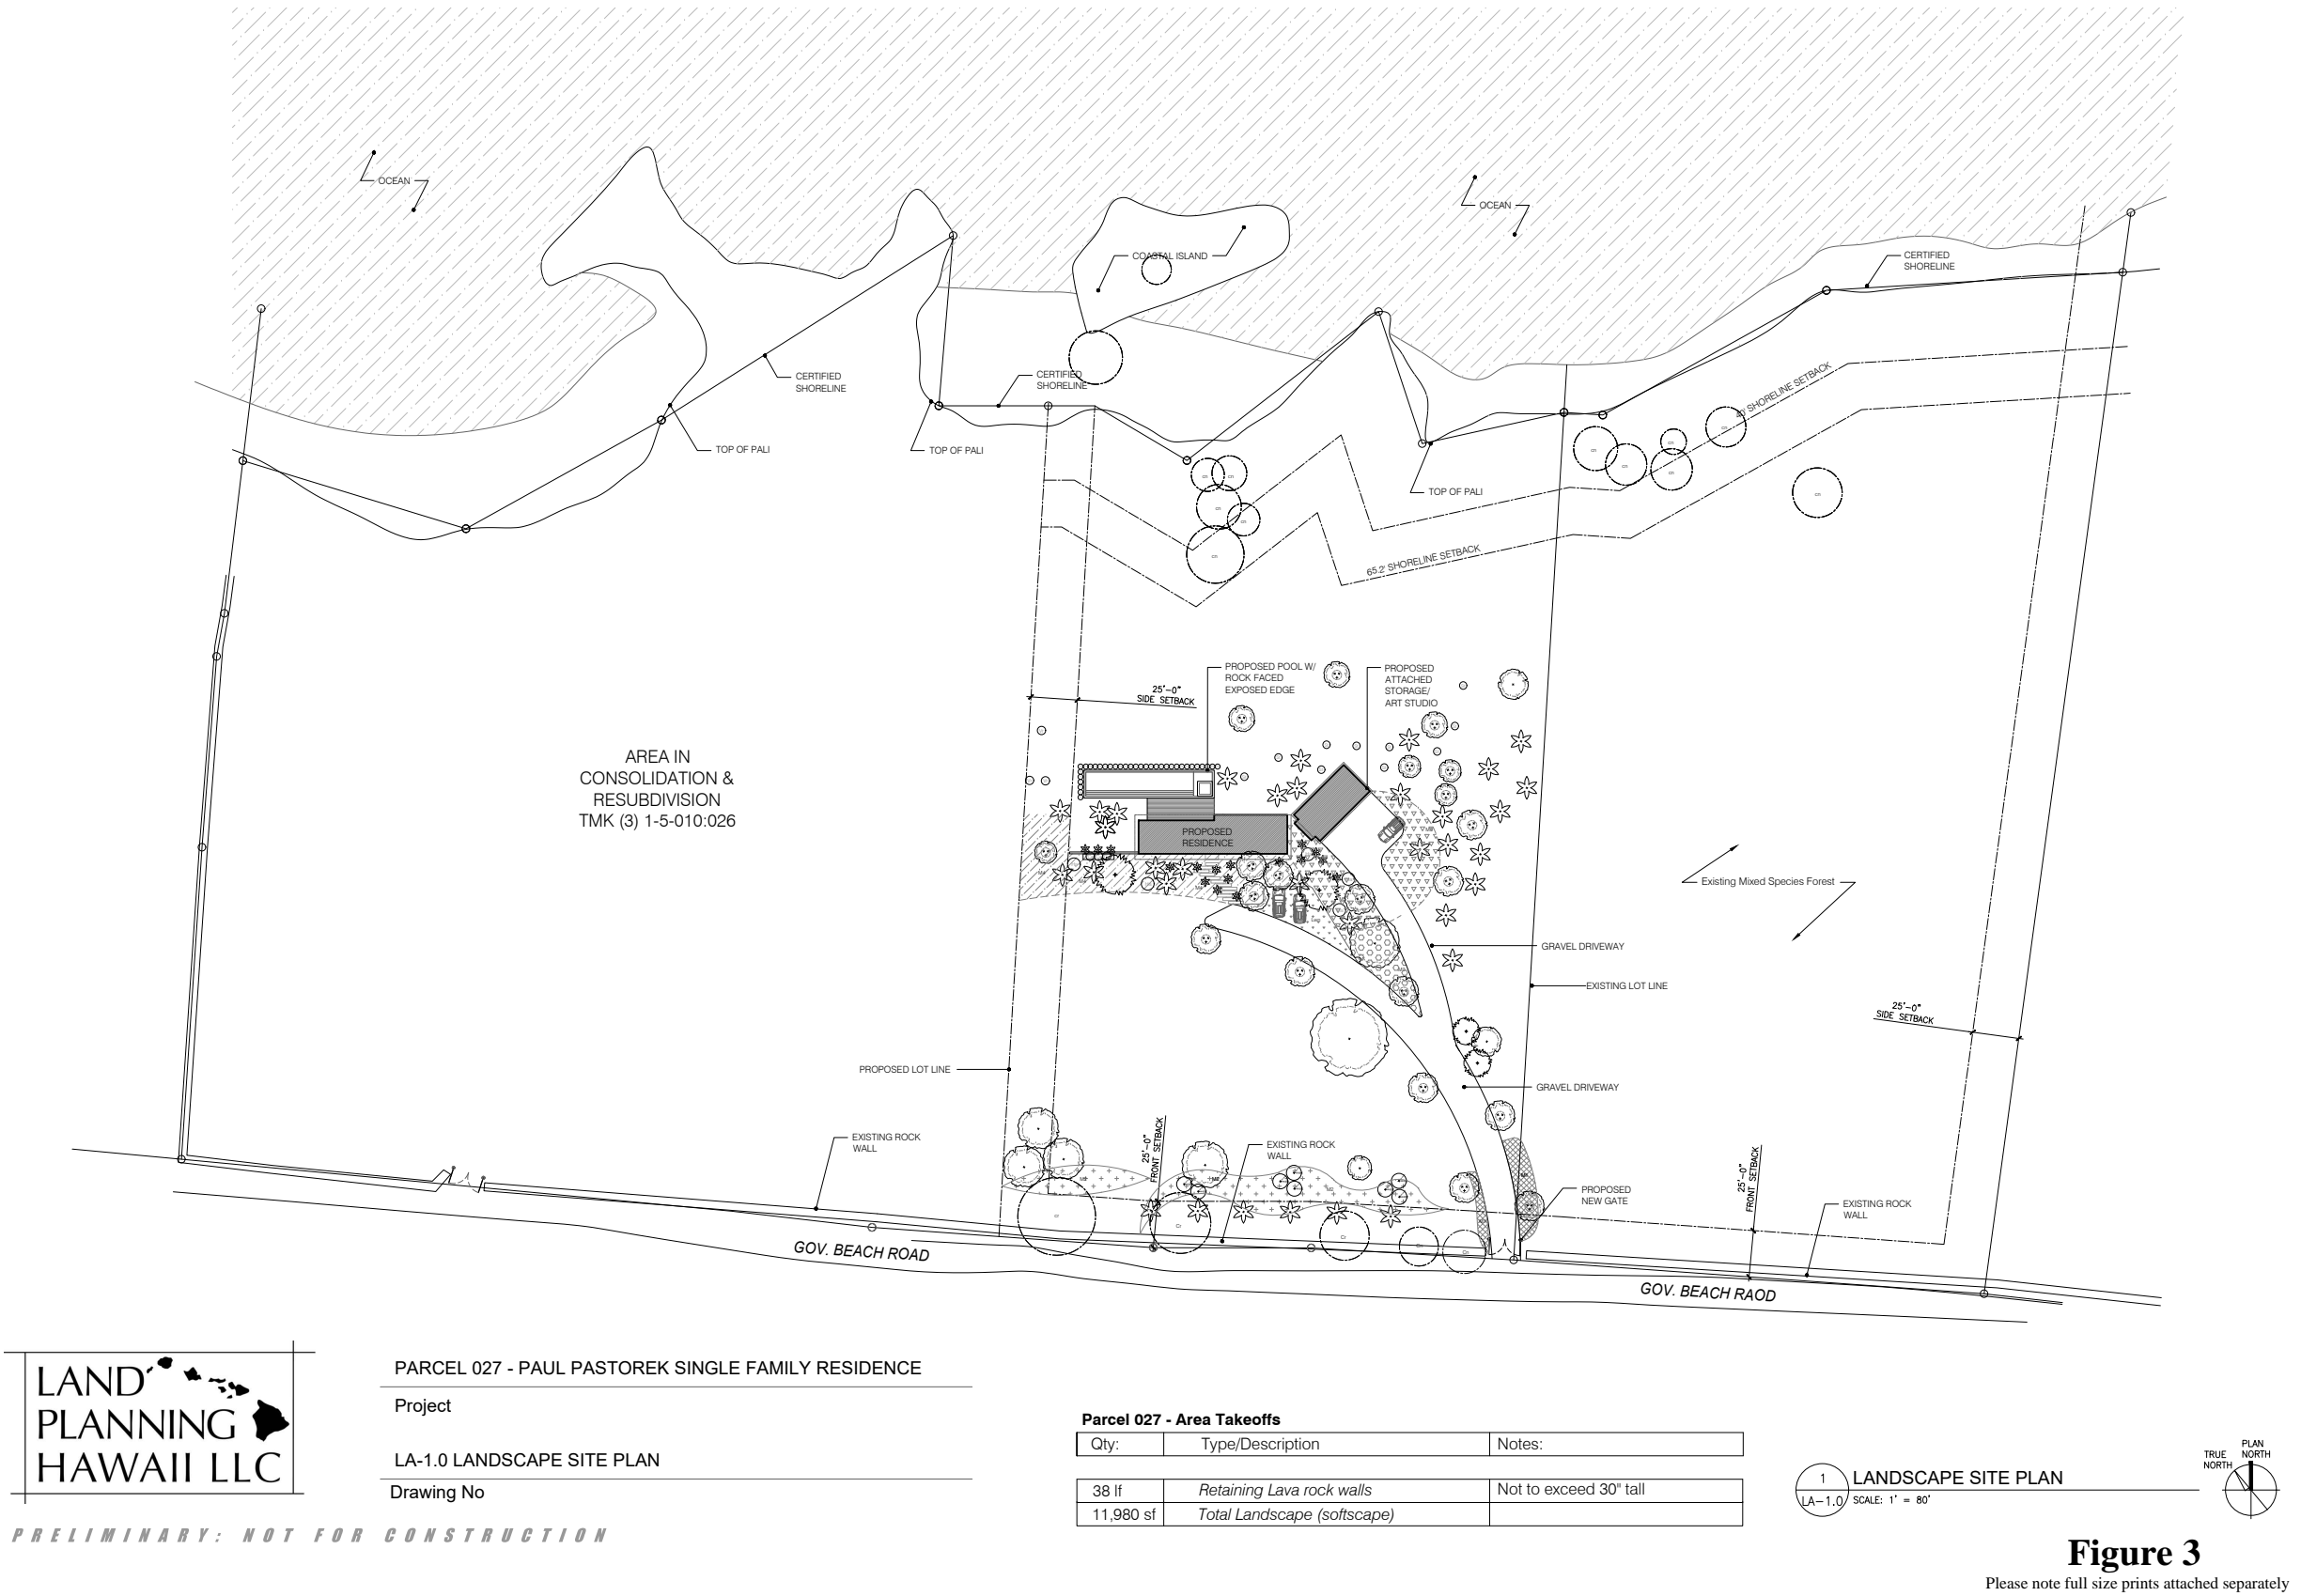 OCEAN
OCEAN
COASTAL ISLAND
CERTIFIED
SHORELINE
CERTIFIED
SHORELINE
CERTIFIED
SHORELINE
40' SHORELINE SETBACK
TOP OF PALI
TOP OF PALI
TOP OF PALI
65.2' SHORELINE SETBACK
PROPOSED POOL W/
ROCK FACED
EXPOSED EDGE
PROPOSED
ATTACHED
STORAGE/
ART STUDIO
25'-0"
SIDE SETBACK
AREA IN
CONSOLIDATION &
RESUBDIVISION
TMK (3) 1-5-010:026
PROPOSED
RESIDENCE
Existing Mixed Species Forest
GRAVEL DRIVEWAY
EXISTING LOT LINE
25'-0"
SIDE SETBACK
PROPOSED LOT LINE
GRAVEL DRIVEWAY
EXISTING ROCK
WALL
25'-0"
FRONT SETBACK
EXISTING ROCK
WALL
25'-0"
FRONT SETBACK
PROPOSED
NEW GATE
EXISTING ROCK
WALL
GOV. BEACH ROAD
GOV. BEACH RAOD
LAND
PLANNING
HAWAII LLC
PARCEL 027 - PAUL PASTOREK SINGLE FAMILY RESIDENCE
Project
LA-1.0 LANDSCAPE SITE PLAN
Drawing No
PRELIMINARY: NOT FOR CONSTRUCTION
Parcel 027 - Area Takeoffs
Qty: Type/Description Notes:
38 lf Retaining Lava rock walls Not to exceed 30" tall
11,980 sf Total Landscape (softscape)
1 LANDSCAPE SITE PLAN
LA-1.0 SCALE: 1' = 80'
PLAN
NORTH
TRUE
NORTH
Figure 3
Please note full size prints attached separately